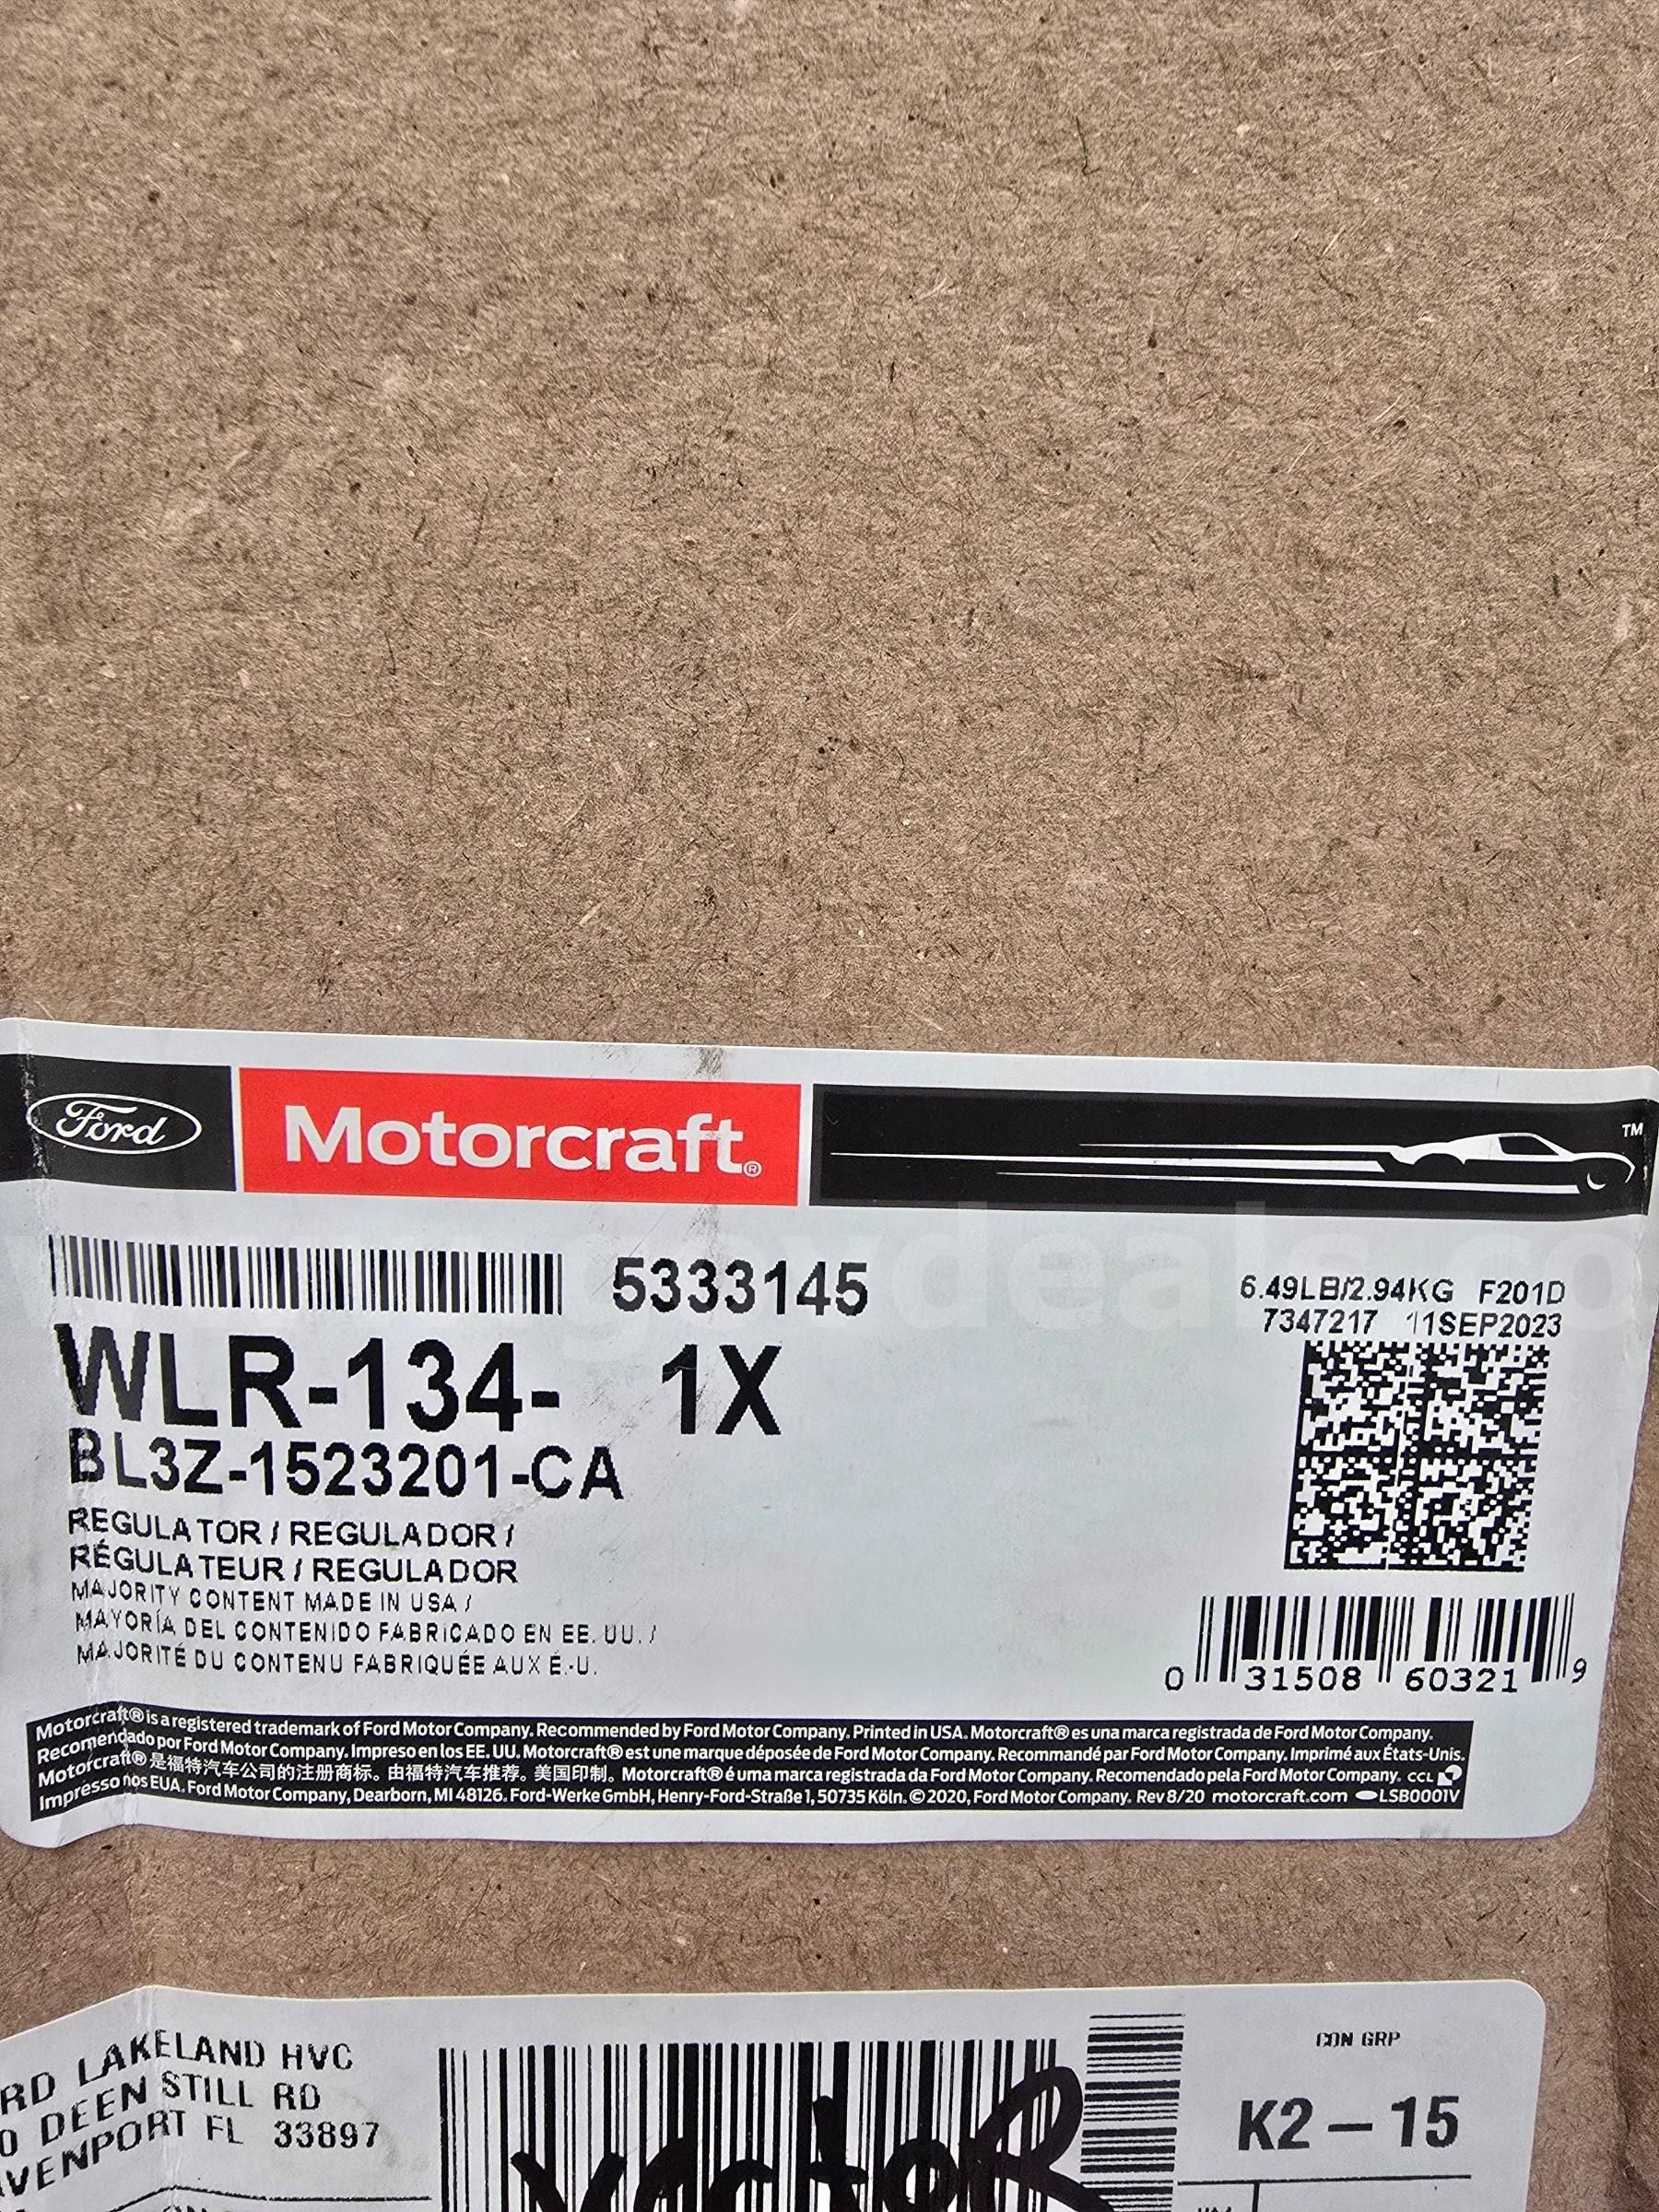 Ford Motorcraft® TM
5333145
6.49LB/2.94KG F201D
7347217 11SEP2023
WLR-134- 1X
BL3Z-1523201-CA
REGULATOR / REGULADOR /
RÉGULATEUR / REGULADOR
MAJORITY CONTENT MADE IN USA /
MAYORÍA DEL CONTENIDO FABRICADO EN EE. UU. /
MAJORITÉ DU CONTENU FABRIQUÉE AUX É.-U.
0 31508 60321 9
Motorcraft® is a registered trademark of Ford Motor Company. Recommended by Ford Motor Company. Printed in USA. Motorcraft® es una marca registrada de Ford Motor Company.
Recomendado por Ford Motor Company. Impreso en los EE. UU. Motorcraft® est une marque déposée de Ford Motor Company. Recommandé par Ford Motor Company. Imprimé aux États-Unis.
Motorcraft® 是福特汽车公司的注册商标。由福特汽车推荐。美国印制。Motorcraft® é uma marca registrada da Ford Motor Company. Recomendado pela Ford Motor Company. CCL
Impresso nos EUA. Ford Motor Company, Dearborn, MI 48126. Ford-Werke GmbH, Henry-Ford-Straße 1, 50735 Köln. © 2020, Ford Motor Company. Rev 8/20 motorcraft.com LSB0001V
www.govdeals.co
RD LAKELAND HVC
0 DEEN STILL RD
AVENPORT FL 33897
CON GRP
K2-15